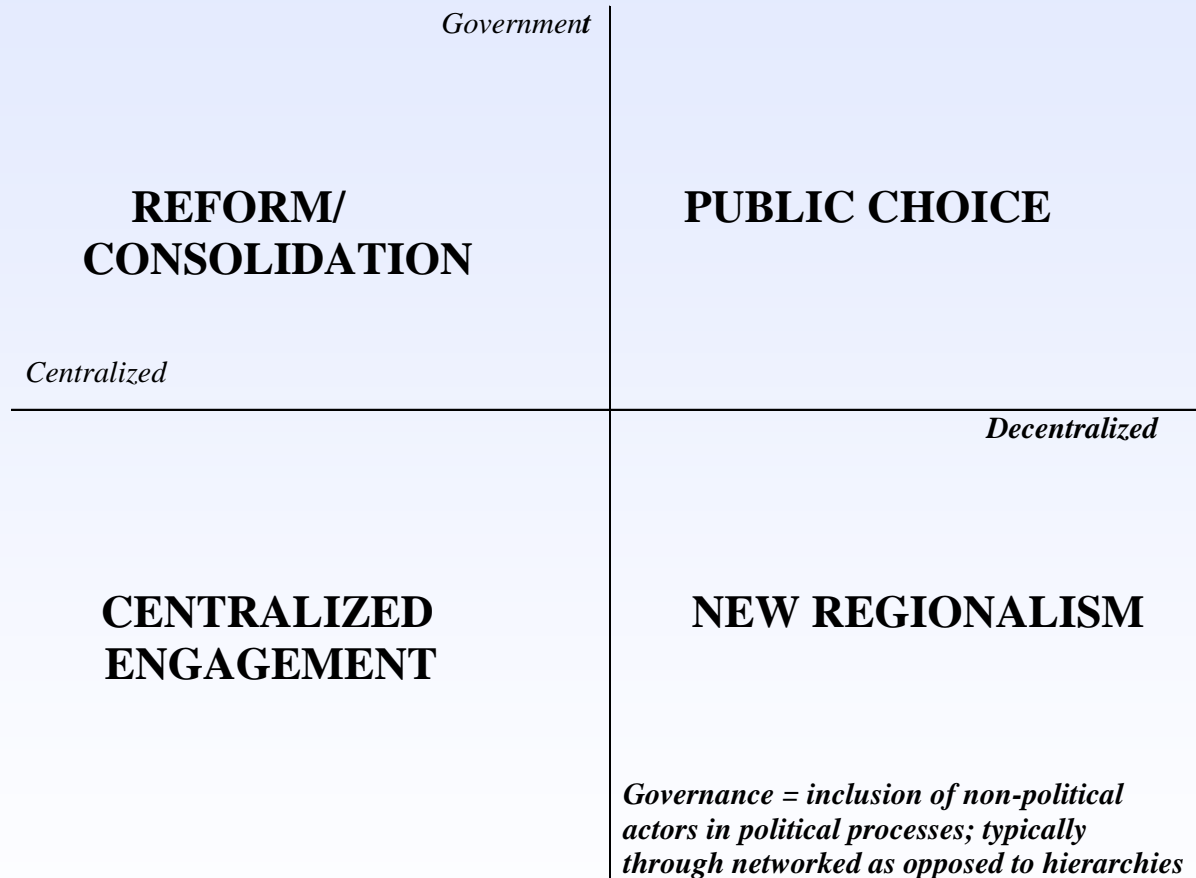 Government
REFORM/
CONSOLIDATION
PUBLIC CHOICE
Centralized
Decentralized
CENTRALIZED
ENGAGEMENT
NEW REGIONALISM
Governance = inclusion of non-political
actors in political processes; typically
through networked as opposed to hierarchies